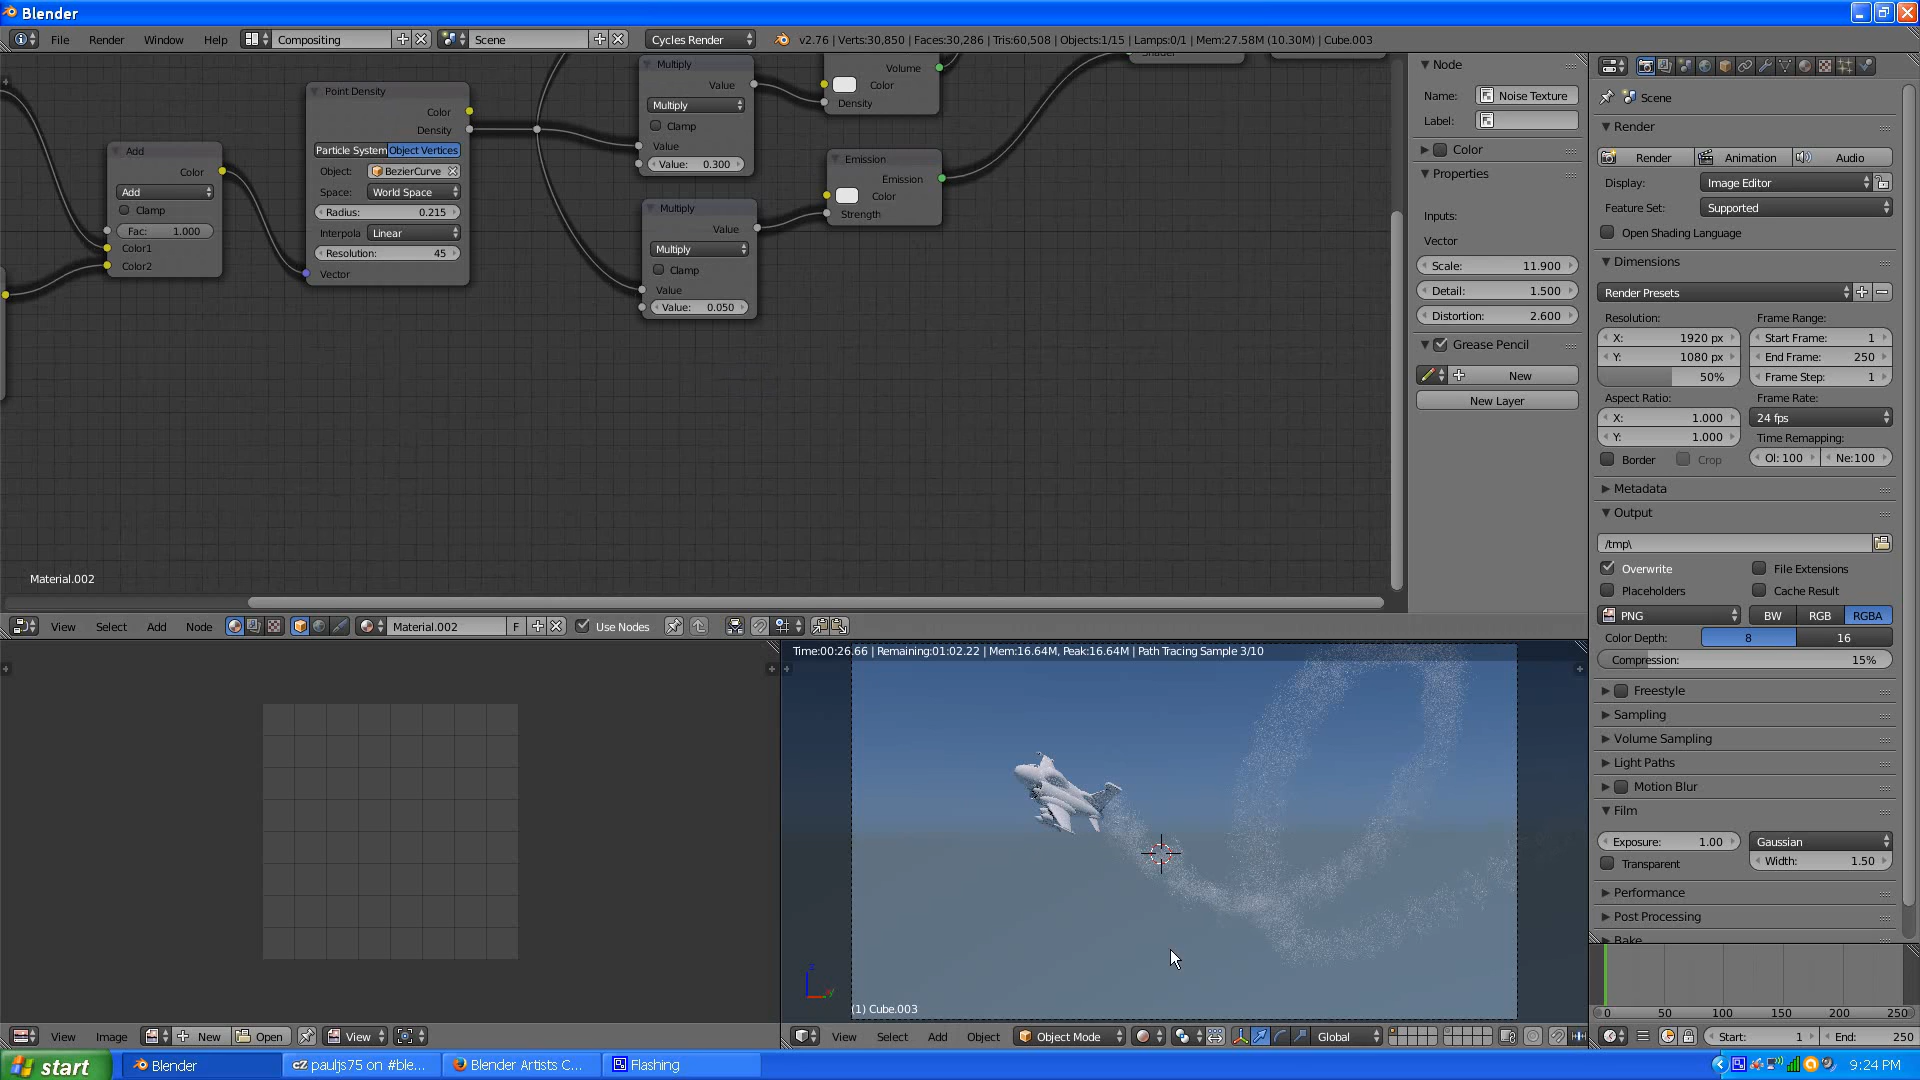 Blender
File Render Window Help Compositing Scene Cycles Render v2.76 | Verts:30,850 | Faces:30,286 | Tris:60,508 | Objects:1/15 | Lamps:0/1 | Mem:27.58M (10.30M) | Cube.003
Add
Color
Add
Clamp
Fac: 1.000
Color1
Color2
Point Density
Color
Density
Particle System Object Vertices
Object: BezierCurve
Space: World Space
Radius: 0.215
Interpola Linear
Resolution: 45
Vector
Multiply
Value
Multiply
Clamp
Value
Value: 0.300
Multiply
Value
Multiply
Clamp
Value
Value: 0.050
Volume
Color
Density
Emission
Emission
Color
Strength
Shader
Material.002
View Select Add Node Material.002 F Use Nodes
Node
Name: Noise Texture
Label:
Color
Properties
Inputs:
Vector
Scale: 11.900
Detail: 1.500
Distortion: 2.600
Grease Pencil
New
New Layer
Scene
Render
Render Animation Audio
Display: Image Editor
Feature Set: Supported
Open Shading Language
Dimensions
Render Presets
Resolution: Frame Range:
X: 1920 px Start Frame: 1
Y: 1080 px End Frame: 250
50% Frame Step: 1
Aspect Ratio: Frame Rate:
X: 1.000 24 fps
Y: 1.000 Time Remapping:
Border Crop Ol: 100 Ne:100
Metadata
Output
/tmp\
Overwrite File Extensions
Placeholders Cache Result
PNG BW RGB RGBA
Color Depth: 8 16
Compression: 15%
Freestyle
Sampling
Volume Sampling
Light Paths
Motion Blur
Film
Exposure: 1.00 Gaussian
Transparent Width: 1.50
Performance
Post Processing
Bake
Time:00:26.66 | Remaining:01:02.22 | Mem:16.64M, Peak:16.64M | Path Tracing Sample 3/10
(1) Cube.003
0 50 100 150 200 250
View Image New Open View
View Select Add Object Object Mode Global
Start: 1 End: 250
start Blender pauljs75 on #ble... Blender Artists C... Flashing 9:24 PM